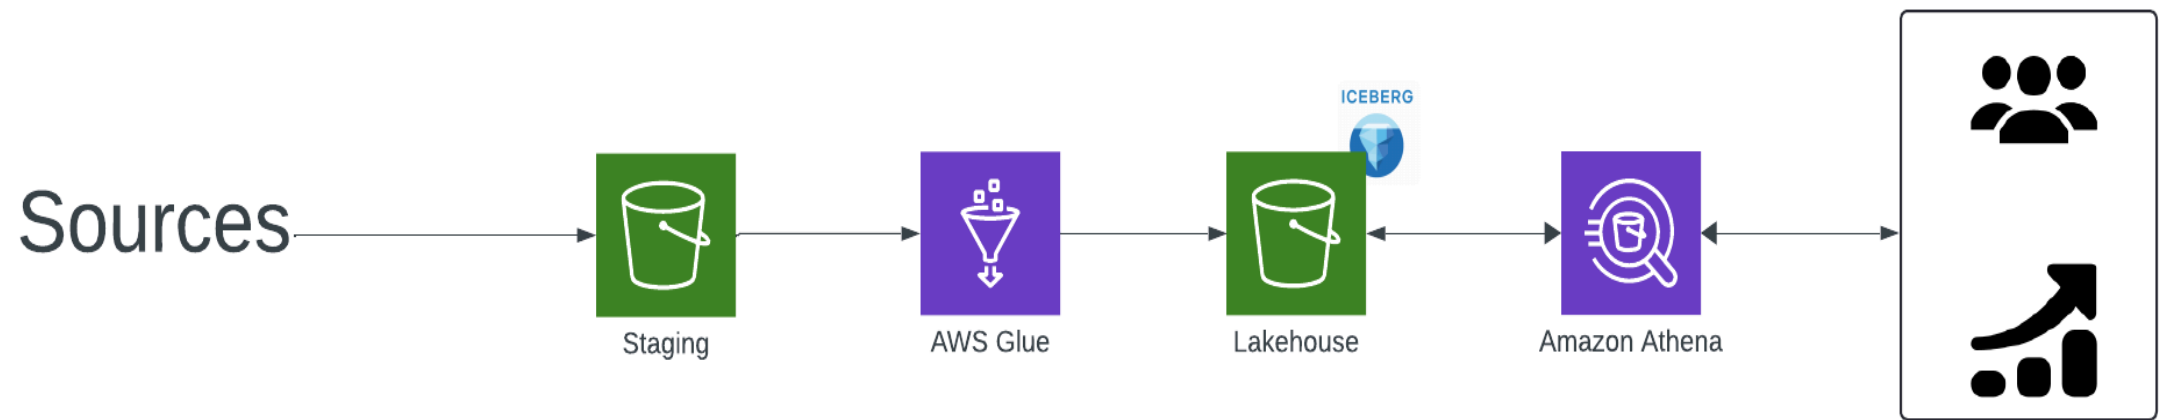 ICEBERG
Sources
Staging
AWS Glue
Lakehouse
Amazon Athena